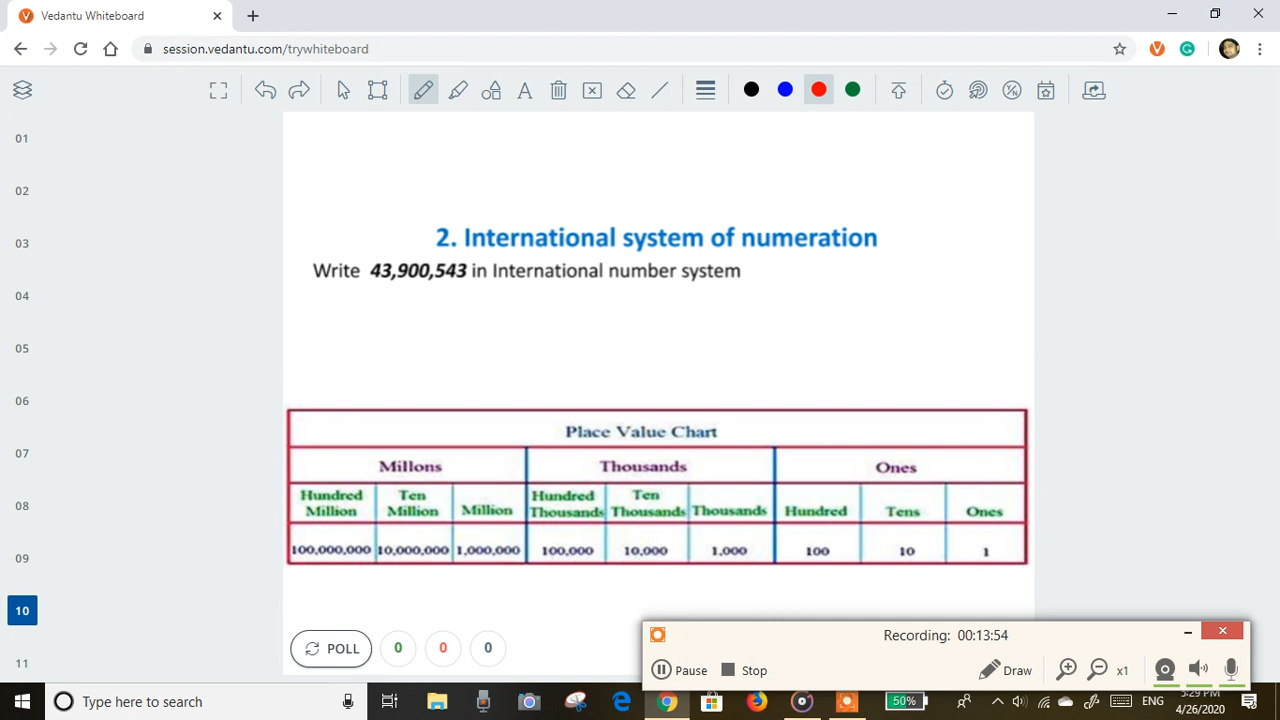 Vedantu Whiteboard
session.vedantu.com/trywhiteboard
01
02
03
04
05
06
07
08
09
10
11
2. International system of numeration
Write 43,900,543 in International number system
Place Value Chart
Millons Thousands Ones
Hundred Million Ten Million Million Hundred Thousands Ten Thousands Thousands Hundred Tens Ones
100,000,000 10,000,000 1,000,000 100,000 10,000 1,000 100 10 1
POLL 0 0 0
Recording: 00:13:54
Pause Stop Draw x1
Type here to search
50%
ENG
5:29 PM
4/26/2020